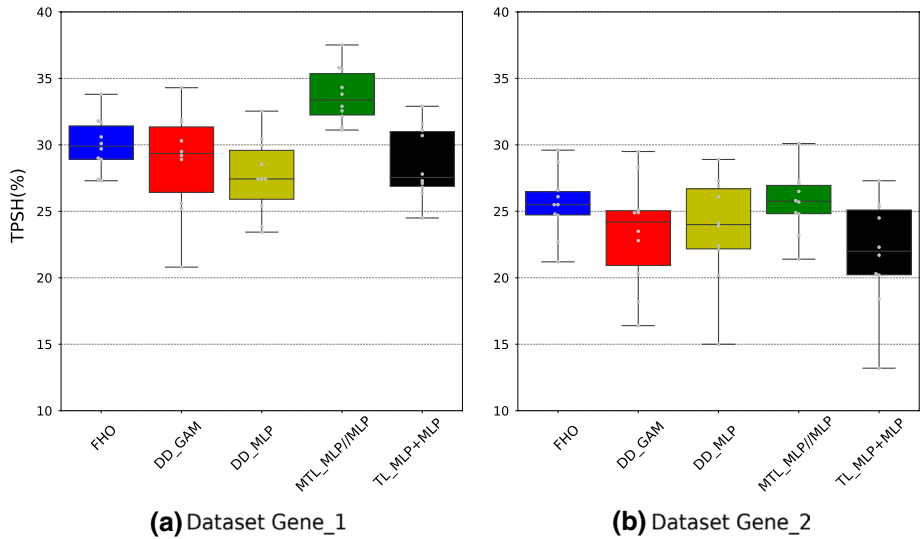 TPSH(%)
40
35
30
25
20
15
10
FHO
DD_GAM
DD_MLP
MTL_MLP//MLP
TL_MLP+MLP
(a) Dataset Gene_1
40
35
30
25
20
15
10
FHO
DD_GAM
DD_MLP
MTL_MLP//MLP
TL_MLP+MLP
(b) Dataset Gene_2